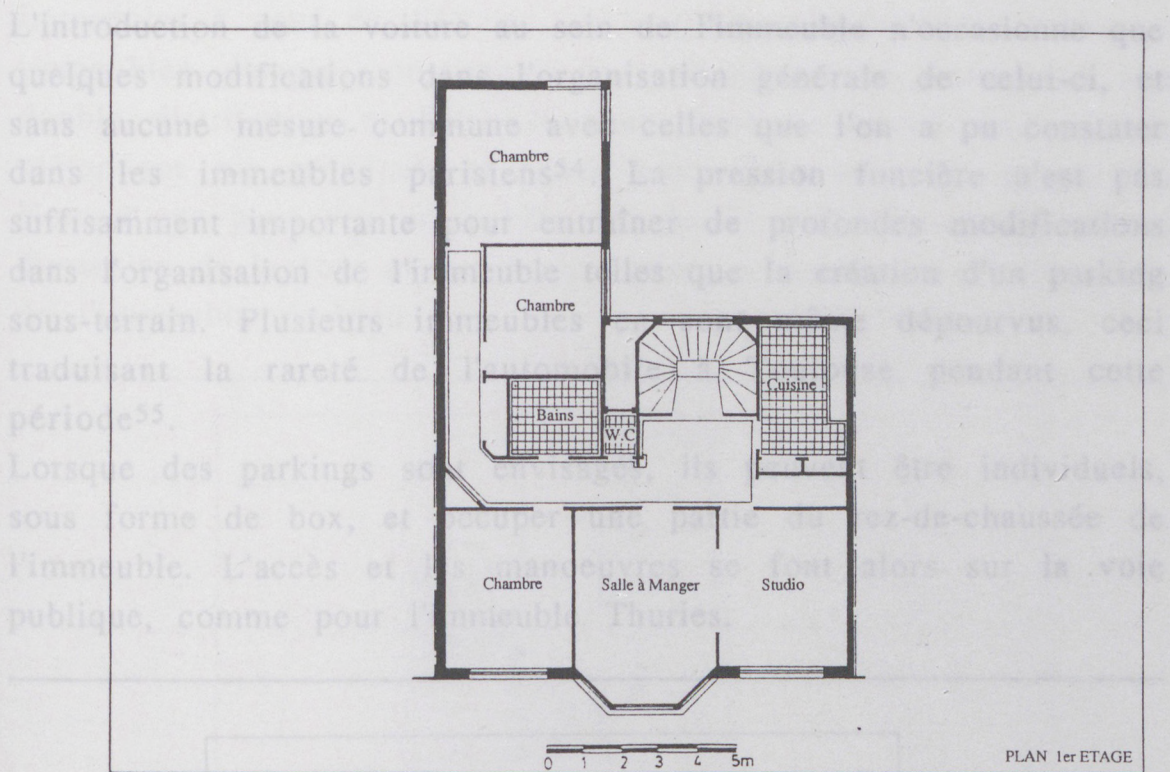 L'introduction de la voiture au sein de l'immeuble n'occasionne que
quelques modifications dans l'organisation générale de celui-ci, et
sans aucune mesure commune avec celles que l'on a pu constater
dans les immeubles parisiens54. La pression foncière n'est pas
suffisamment importante pour entraîner de profondes modifications
dans l'organisation de l'immeuble telles que la création d'un parking
sous-terrain. Plusieurs immeubles en sont même dépourvus, ceci
traduisant la rareté de l'automobile à pendant cette
période55.
Lorsque des parkings sont envisagés, ils peuvent être individuels,
sous forme de box, et occuper une partie du rez-de-chaussée de
l'immeuble. L'accès et les manoeuvres se font alors sur la voie
publique, comme pour l'immeuble Thuries.
Chambre
Chambre
Bains
W.C
Cuisine
Chambre
Salle à Manger
Studio
0 1 2 3 4 5m
PLAN 1er ETAGE